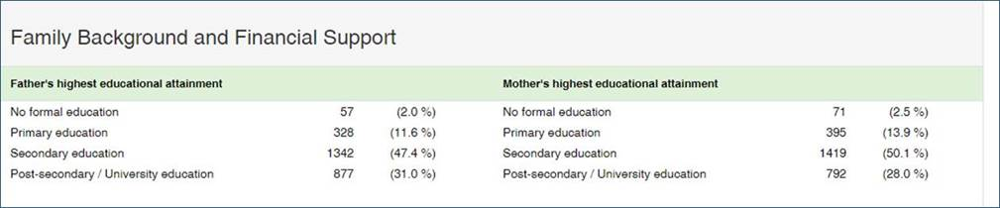 Family Background and Financial Support
Father's highest educational attainment Mother's highest educational attainment
No formal education 57 (2.0 %) No formal education 71 (2.5 %)
Primary education 328 (11.6 %) Primary education 395 (13.9 %)
Secondary education 1342 (47.4 %) Secondary education 1419 (50.1 %)
Post-secondary / University education 877 (31.0 %) Post-secondary / University education 792 (28.0 %)